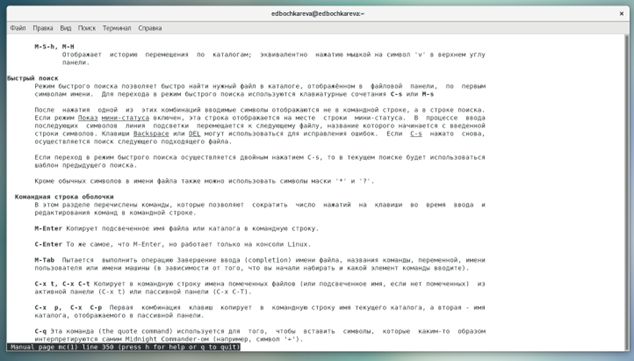 edbochkareva@edbochkareva:~
Файл Правка Вид Поиск Терминал Справка
M-S-h, M-H
Отображает историю перемещения по каталогам; эквивалентно нажатию мышкой на символ 'v' в верхнем углу
панели.
Быстрый поиск
Режим быстрого поиска позволяет быстро найти нужный файл в каталоге, отображённом в файловой панели, по первым
символам имени. Для перехода в режим быстрого поиска используются клавиатурные сочетания C-s или M-s
После нажатия одной из этих комбинаций вводимые символы отображаются не в командной строке, а в строке поиска.
Если режим Показ мини-статуса включен, эта строка отображается на месте строки мини-статуса. В процессе ввода
последующих символов линия подсветки перемещается к следующему файлу, название которого начинается с введенной
строки символов. Клавиши Backspace или DEL могут использоваться для исправления ошибок. Если C-s нажато снова,
осуществляется поиск следующего подходящего файла.
Если переход в режим быстрого поиска осуществляется двойным нажатием C-s, то в текущем поиске будет использоваться
шаблон предыдущего поиска.
Кроме обычных символов в имени файла также можно использовать символы маски '*' и '?'.
Командная строка оболочки
В этом разделе перечислены команды, которые позволяют сократить число нажатий на клавиши во время ввода и
редактирования команд в командной строке.
M-Enter Копирует подсвеченное имя файла или каталога в командную строку.
C-Enter То же самое, что M-Enter, но работает только на консоли Linux.
M-Tab Пытается выполнить операцию Завершение ввода (completion) имени файла, названия команды, переменной, имени
пользователя или имени машины (в зависимости от того, что вы начали набирать и какой элемент команды вводите).
C-x t, C-x C-t Копирует в командную строку имена помеченных файлов (или подсвеченное имя, если нет помеченных) из
активной панели (C-x t) или пассивной панели (C-x C-T).
C-x p, C-x C-p Первая комбинация клавиш копирует в командную строку имя текущего каталога, а вторая - имя
каталога, отображаемого в пассивной панели.
C-q Эта команда (the quote command) используется для того, чтобы вставить символы, которые каким-то образом
интерпретируются самим Midnight Commander-ом (например, символ '+').
Manual page mc(1) line 350 (press h for help or q to quit)